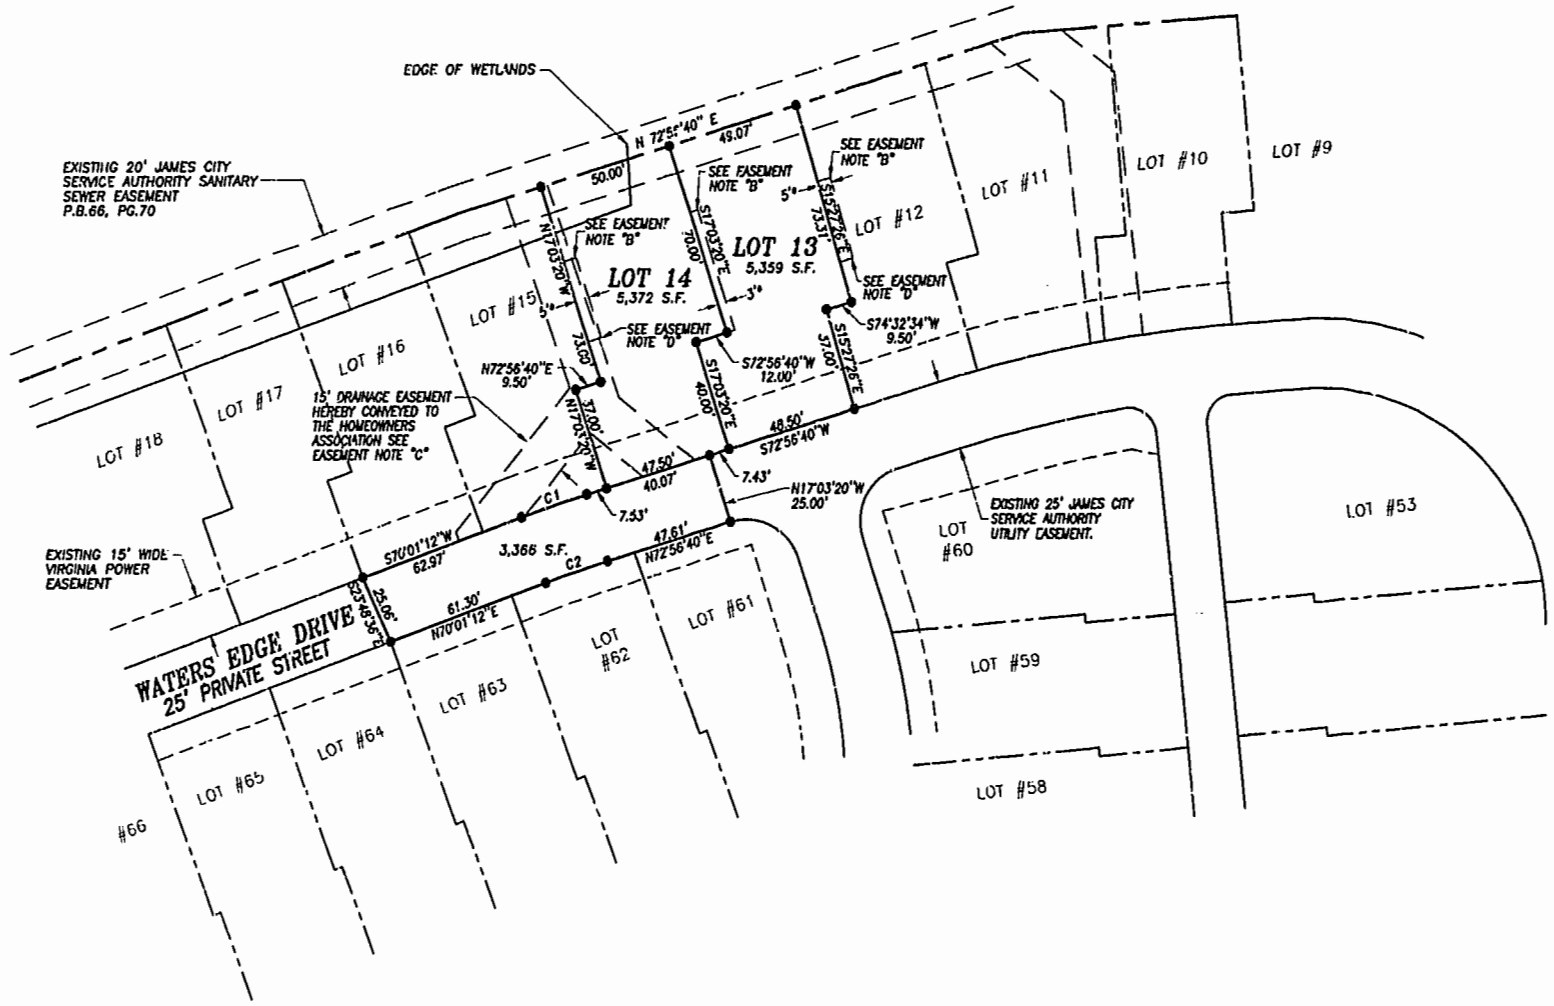 EDGE OF WETLANDS
N 72°56'40" E
49.07'
50.00'
EXISTING 20' JAMES CITY
SERVICE AUTHORITY SANITARY
SEWER EASEMENT
P.B.66, PG.70
SEE EASEMENT
NOTE "B"
SEE EASEMENT
NOTE "B"
SEE EASEMENT
NOTE "B"
LOT #9
LOT #10
LOT #11
LOT #12
5'
S15°27'26"E
73.31'
LOT 13
5,359 S.F.
S17°03'20"E
70.00'
LOT 14
5,372 S.F.
3'
N17°03'20"W
73.00'
5'
LOT #15
LOT #16
LOT #17
LOT #18
SEE EASEMENT
NOTE "D"
SEE EASEMENT
NOTE "D"
S74°32'34"W
9.50'
S72°56'40"W
12.00'
N72°56'40"E
9.50'
S15°27'26"E
37.00'
S17°03'20"E
40.00'
37.00'
N17°03'20"W
15' DRAINAGE EASEMENT
HEREBY CONVEYED TO
THE HOMEOWNERS
ASSOCIATION SEE
EASEMENT NOTE "C"
48.50'
S72°56'40"W
47.50'
40.07'
7.43'
7.53'
C1
N17°03'20"W
25.00'
S70°01'12"W
62.97'
3,366 S.F.
47.61'
N72°56'40"E
C2
61.30'
N70°01'12"E
25.06'
S23°48'36"E
EXISTING 15' WIDE
VIRGINIA POWER
EASEMENT
WATERS EDGE DRIVE
25' PRIVATE STREET
EXISTING 25' JAMES CITY
SERVICE AUTHORITY
UTILITY EASEMENT.
LOT
#60
LOT #53
LOT #61
LOT
#62
LOT #63
LOT #64
LOT #65
#66
LOT #59
LOT #58